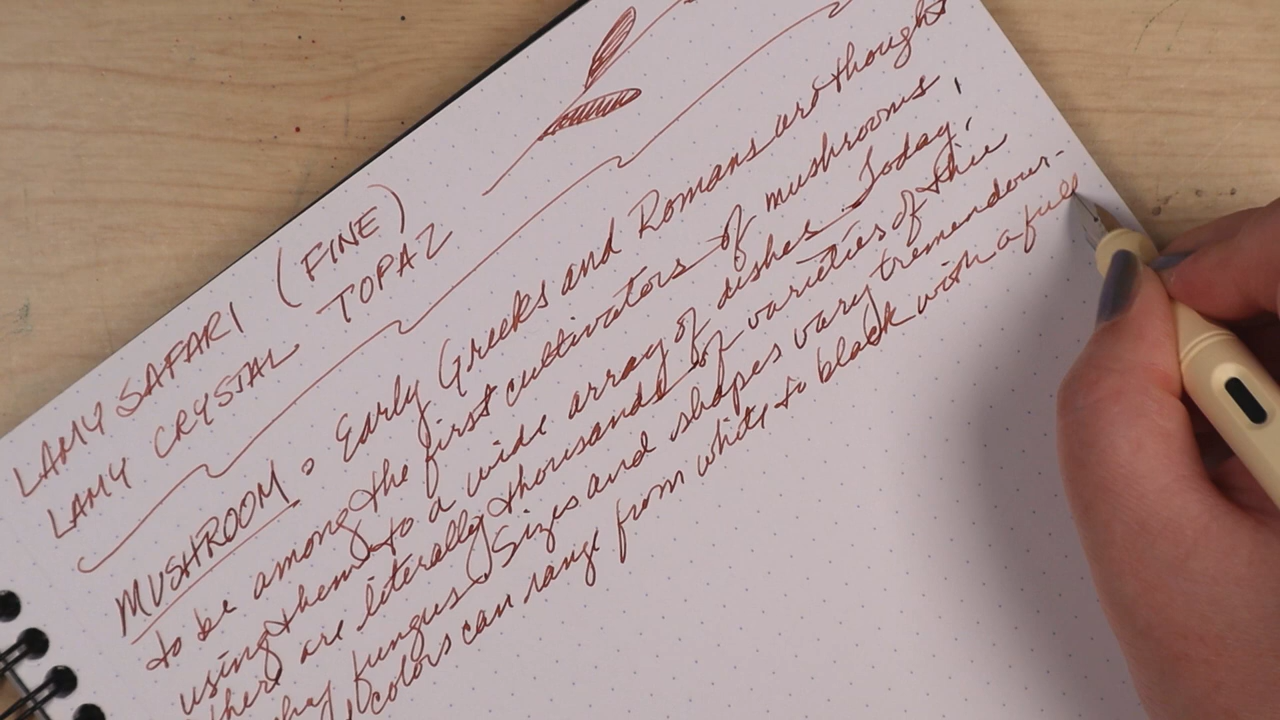 LAMY SAFARI (FINE)
LAMY CRYSTAL TOPAZ
MUSHROOM: Early Greeks and Romans are thought
to be among the first cultivators of mushrooms,
using them to a wide array of dishes. Today,
there are literally thousands of varieties of this
fungus. Sizes and shapes vary tremendous-
colors can range from white to black with a full